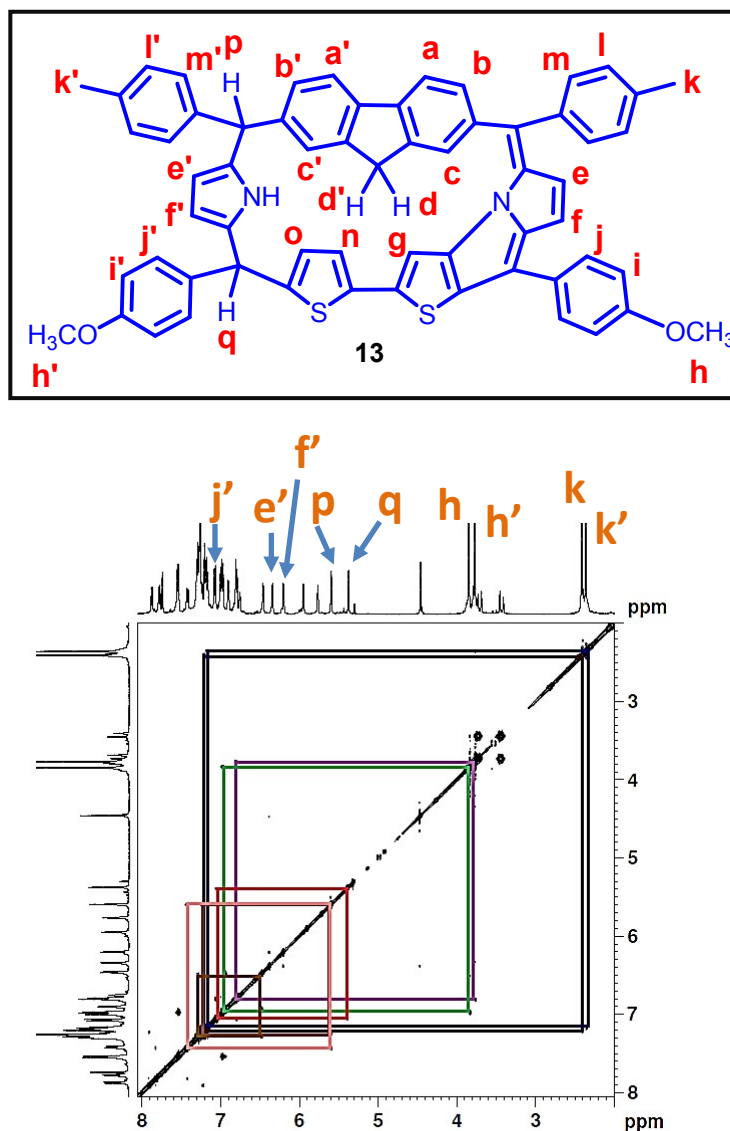 l' p a' a l
k' m' b' b m k
H
c' c
e' e
NH d' d N
H H
f' f
o n g
j' j
i' i
S S
H
H3CO OCH3
q 13
h' h
f'
j' e' p q h h' k k'
ppm
3
4
5
6
7
8
8 7 6 5 4 3 ppm